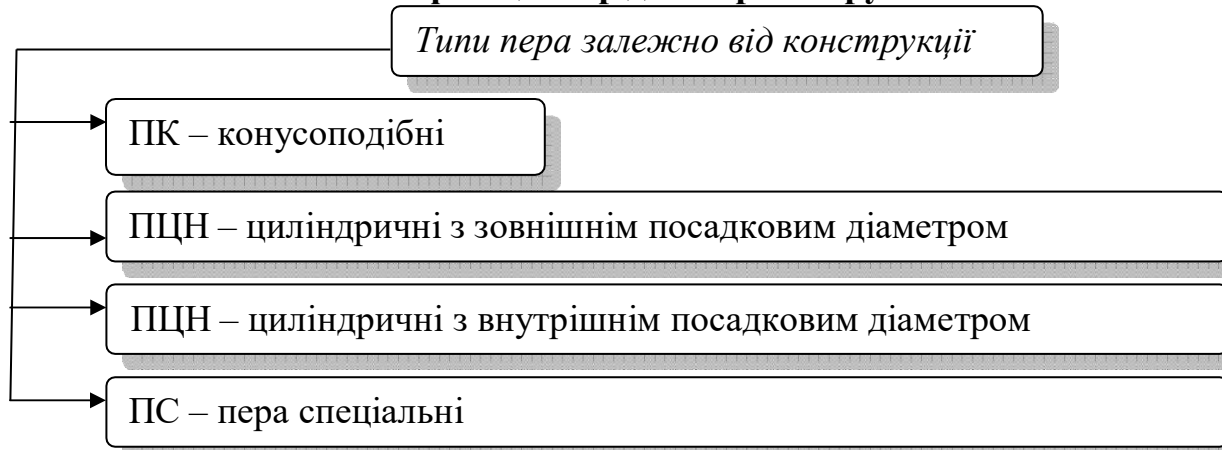 Типи пера залежно від конструкції
ПК – конусоподібні
ПЦН – циліндричні з зовнішнім посадковим діаметром
ПЦН – циліндричні з внутрішнім посадковим діаметром
ПС – пера спеціальні